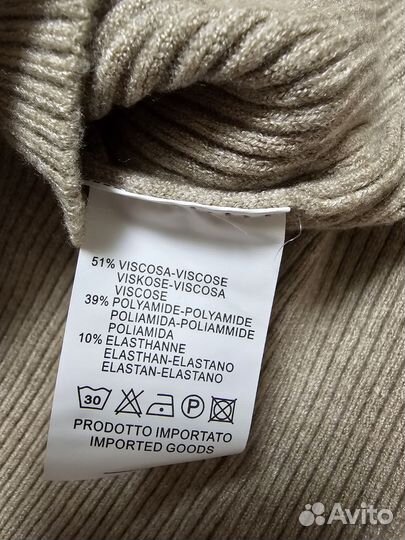 51% VISCOSA-VISCOSE
VISKOSE-VISCOSA
VISCOSE
39% POLYAMIDE-POLYAMIDE
POLIAMIDA-POLIAMMIDE
POLIAMIDA
10% ELASTHANNE
ELASTHAN-ELASTANO
ELASTAN-ELASTANO
30 P
PRODOTTO IMPORTATO
IMPORTED GOODS
Avito